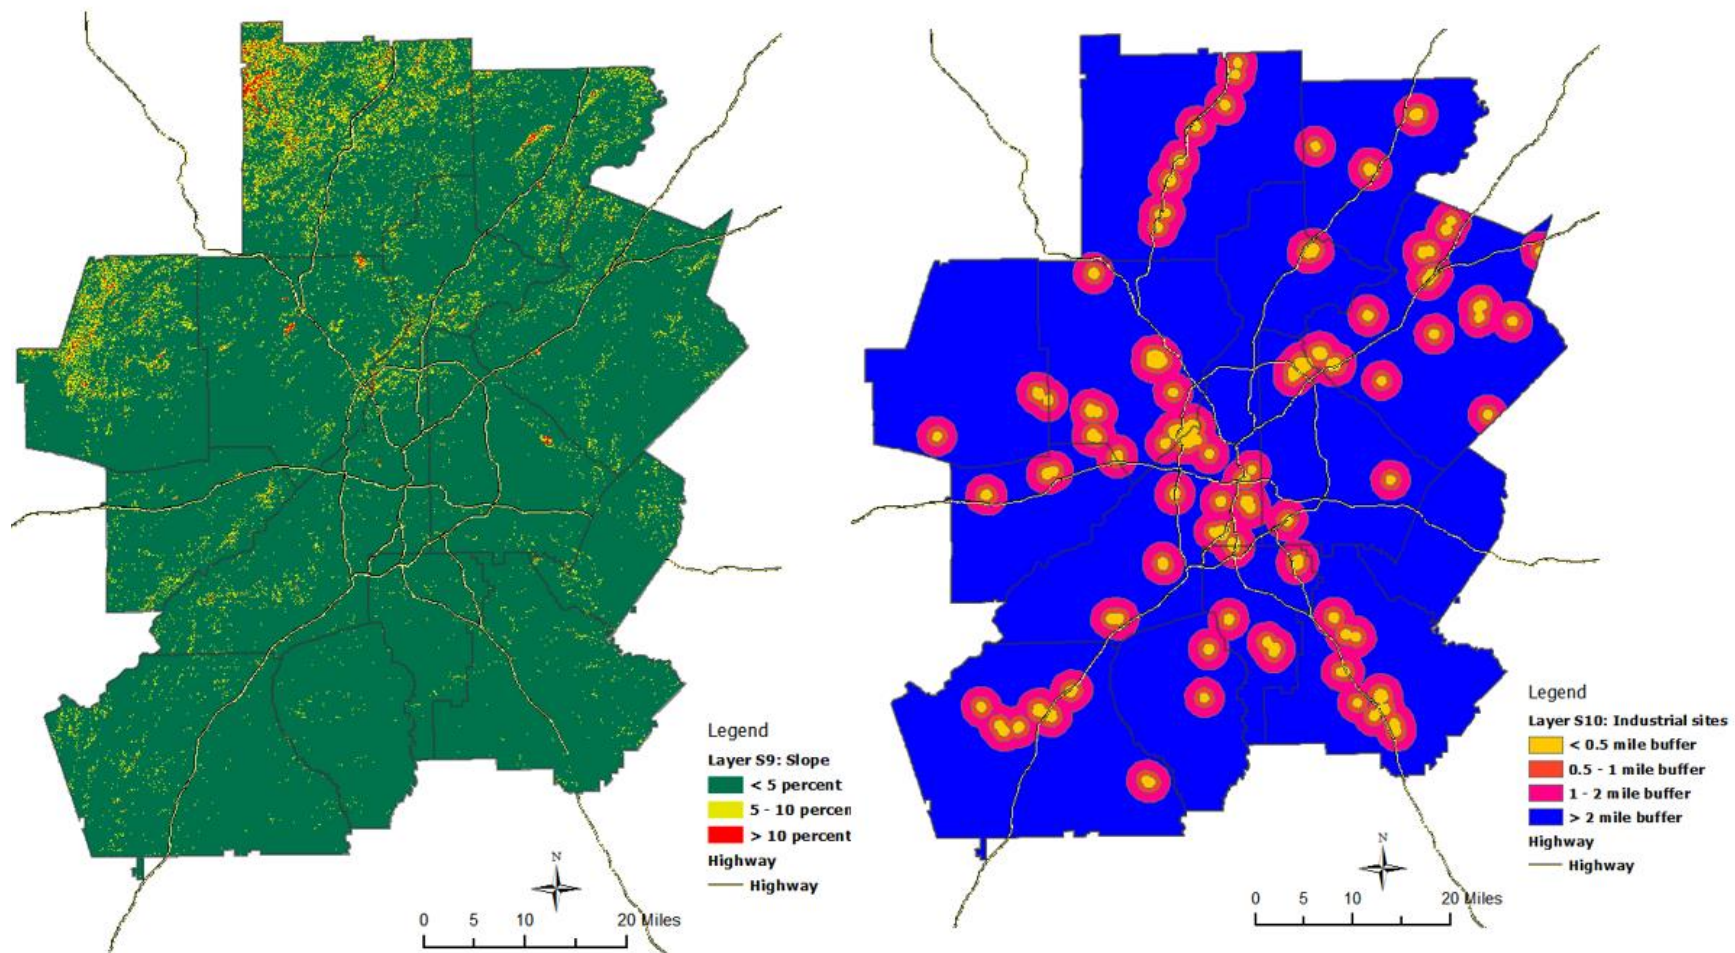 Legend
Layer S9: Slope
< 5 percent
5 - 10 percen
> 10 percent
Highway
Highway
N
0 5 10 20 Miles
Legend
Layer S10: Industrial sites
< 0.5 mile buffer
0.5 - 1 mile buffer
1 - 2 mile buffer
> 2 mile buffer
Highway
Highway
N
0 5 10 20 Miles